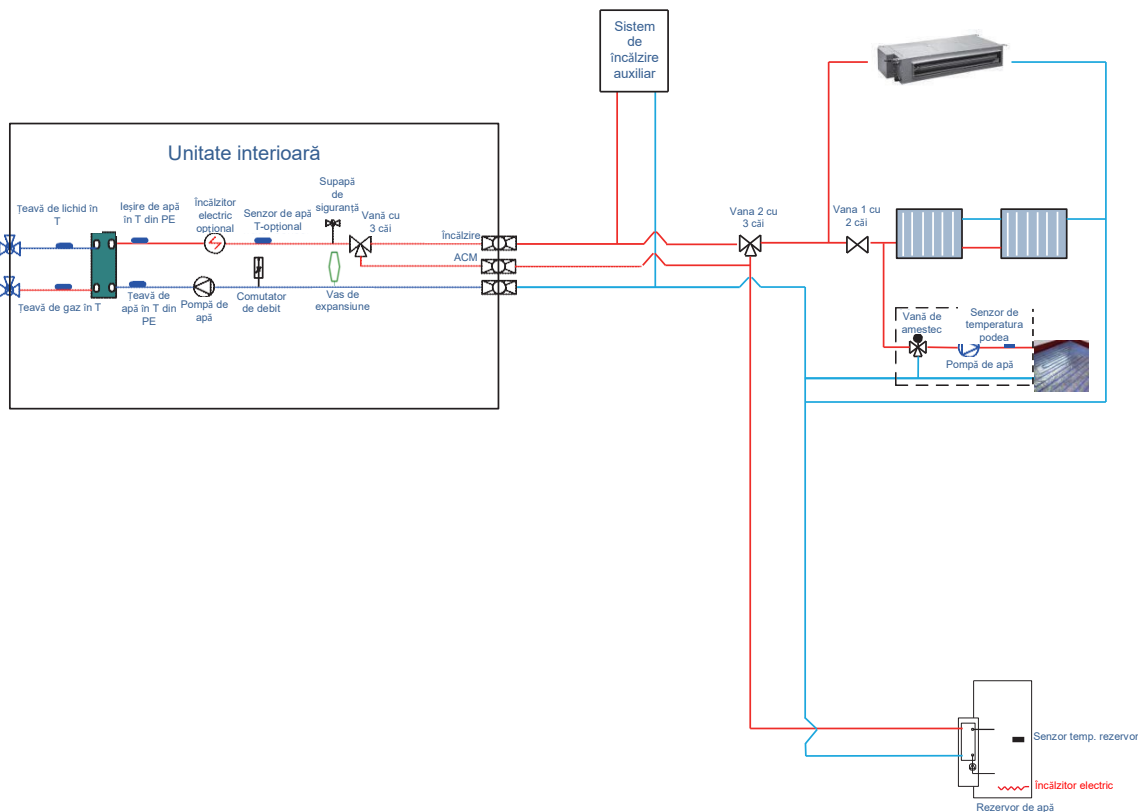 Sistem
de
încălzire
auxiliar
Unitate interioară
Supapă
de
siguranță
Țeavă de lichid în
T
Ieșire de apă
în T din PE
Încălzitor
electric
opțional
Senzor de apă
T-opțional
Vană cu
3 căi
Încălzire
ACM
Țeavă de gaz în T
Țeavă de
apă în T din
PE
Pompă de
apă
Comutator
de debit
Vas de
expansiune
Vana 2 cu
3 căi
Vana 1 cu
2 căi
Vană de
amestec
Senzor de
temperatura
podea
Pompă de apă
Senzor temp. rezervor
Încălzitor electric
Rezervor de apă